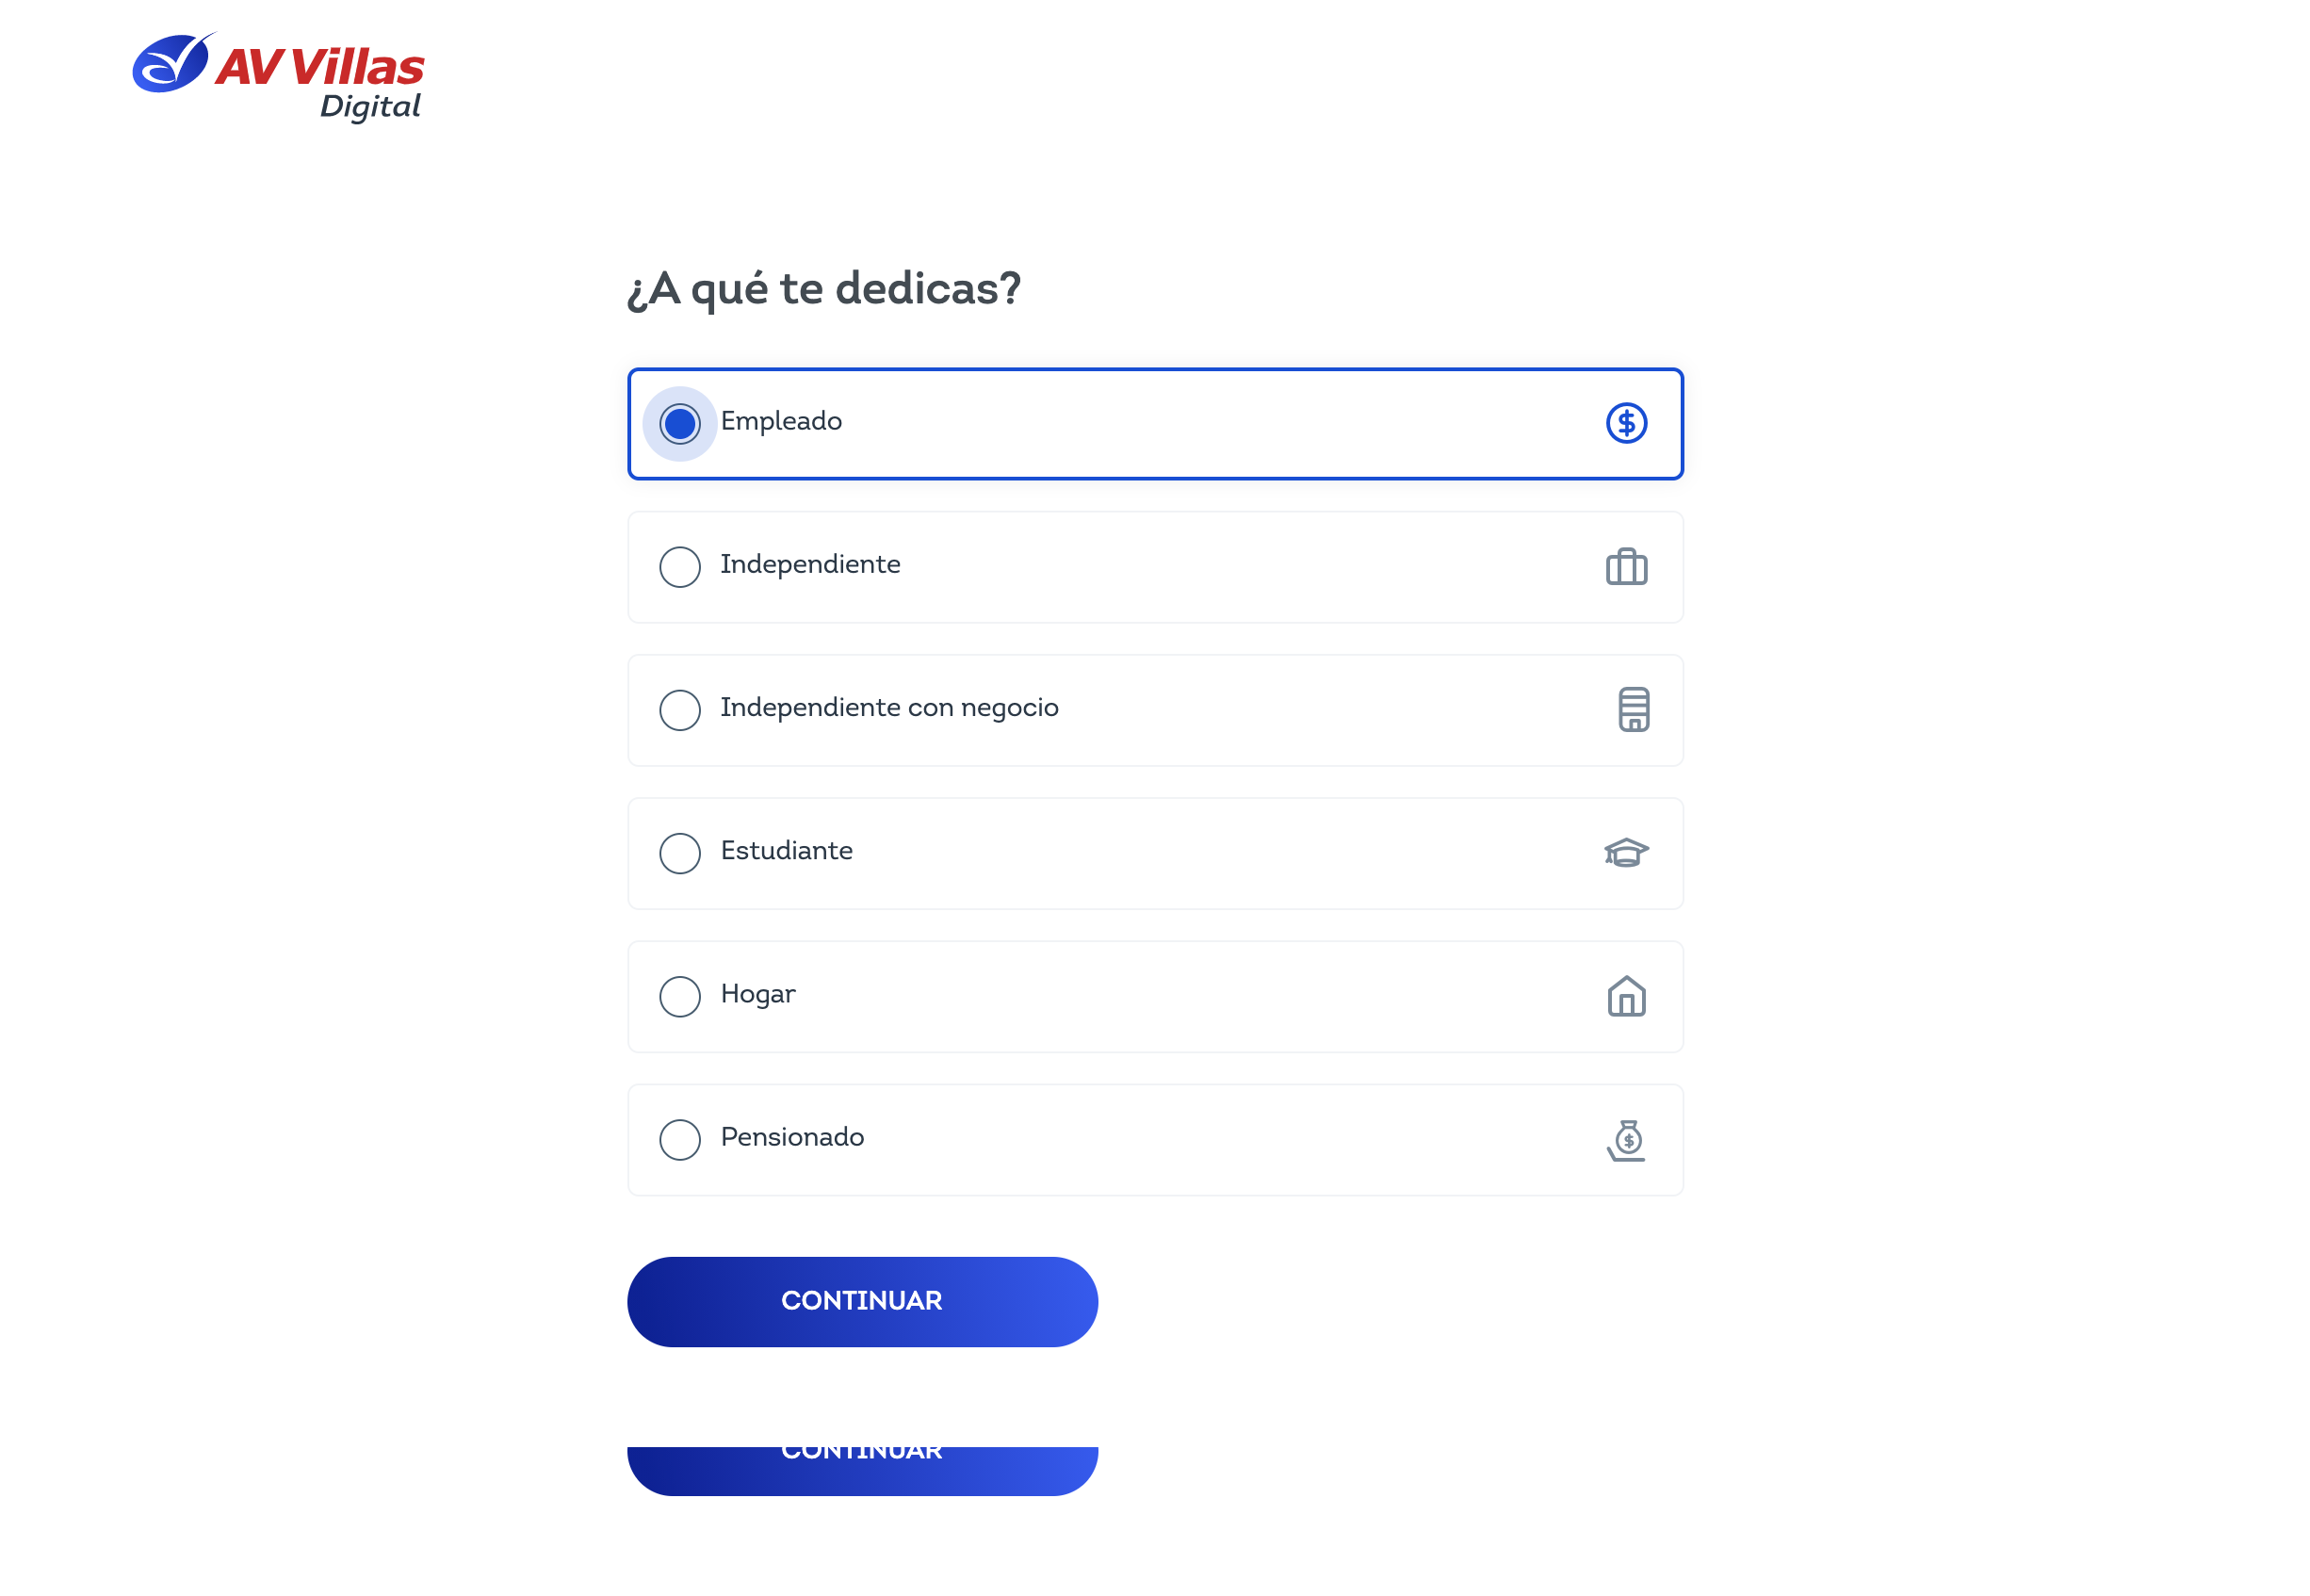 AV Villas
Digital
¿A qué te dedicas?
Empleado
Independiente
Independiente con negocio
Estudiante
Hogar
Pensionado
CONTINUAR
CONTINUAR